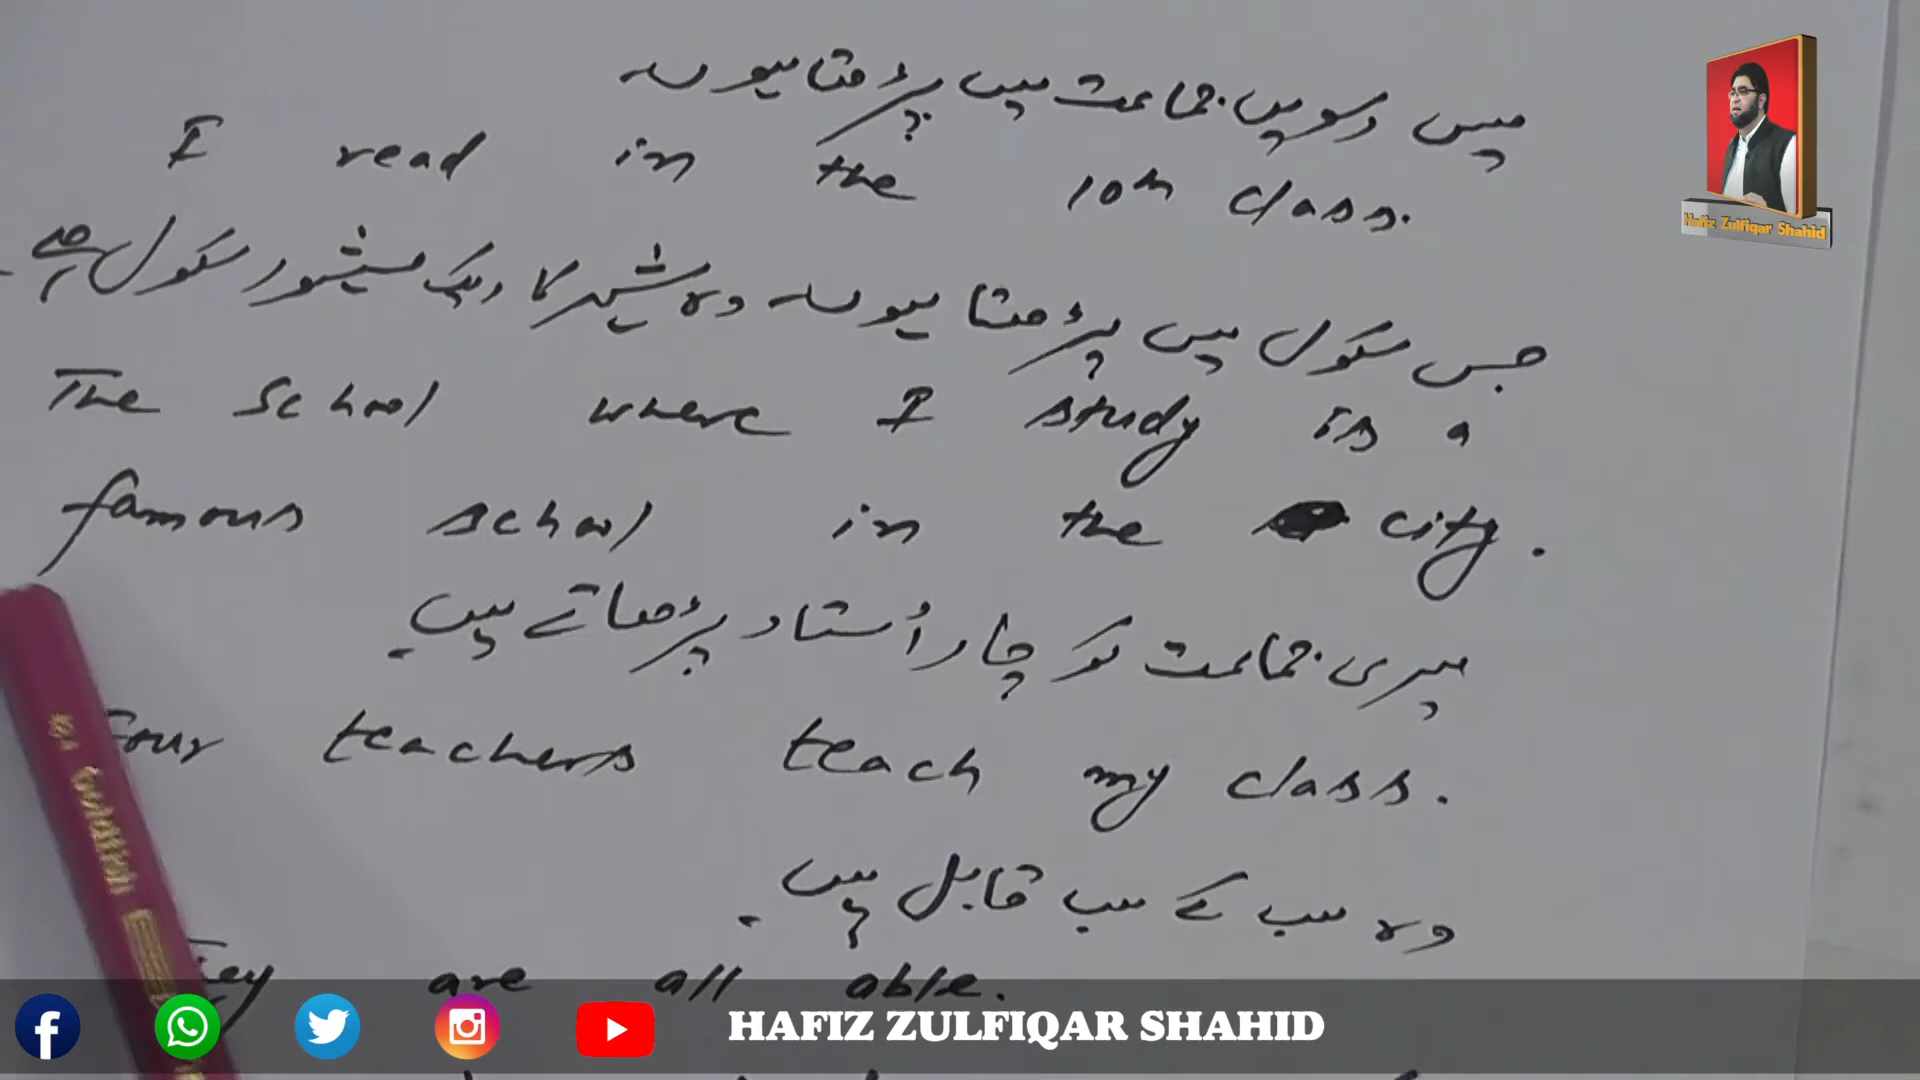 میں دسویں جماعت میں پڑھتا ہوں
I read in the 10th class.
جس سکول میں پڑھتا ہوں وہ شہر کا ایک مشہور سکول ہے۔
The School where I study is a
famous school in the city.
میری جماعت کو چار اُستاد پڑھاتے ہیں۔
Four teachers teach my class.
وہ سب کے سب قابل ہیں۔
They are all able.
Hafiz Zulfiqar Shahid
HAFIZ ZULFIQAR SHAHID